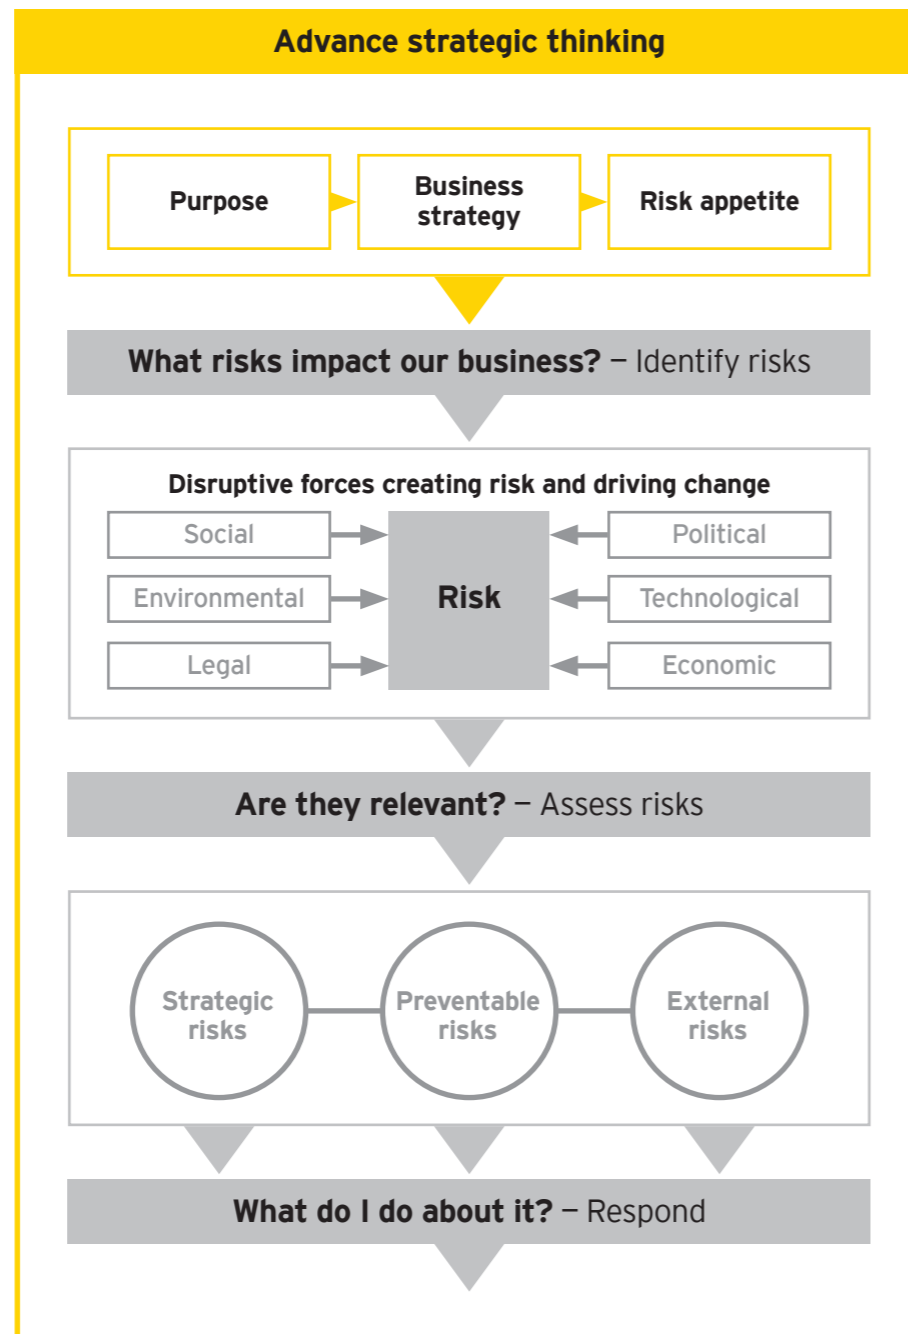 Advance strategic thinking
Purpose
Business
strategy
Risk appetite
What risks impact our business? – Identify risks
Disruptive forces creating risk and driving change
Social
Environmental
Legal
Risk
Political
Technological
Economic
Are they relevant? – Assess risks
Strategic
risks
Preventable
risks
External
risks
What do I do about it? – Respond